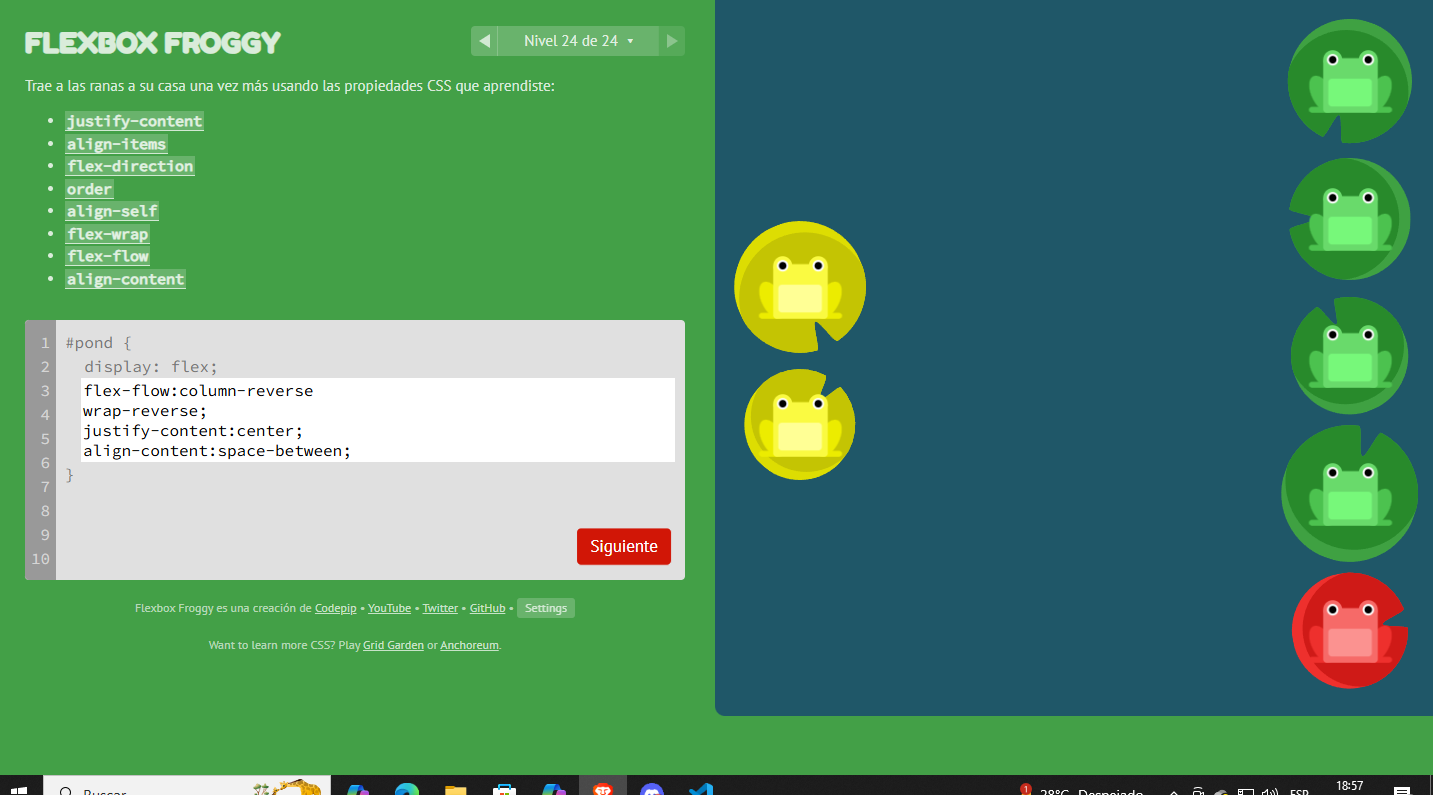 FLEXBOX FROGGY
Nivel 24 de 24
Trae a las ranas a su casa una vez más usando las propiedades CSS que aprendiste:
justify-content
align-items
flex-direction
order
align-self
flex-wrap
flex-flow
align-content
1 #pond {
2 display: flex;
3 flex-flow:column-reverse
4 wrap-reverse;
5 justify-content:center;
6 align-content:space-between;
7 }
8
9
10
Siguiente
Flexbox Froggy es una creación de Codepip • YouTube • Twitter • GitHub • Settings
Want to learn more CSS? Play Grid Garden or Anchoreum.
Buscar
1
28°C Despejado
ESP
18:57